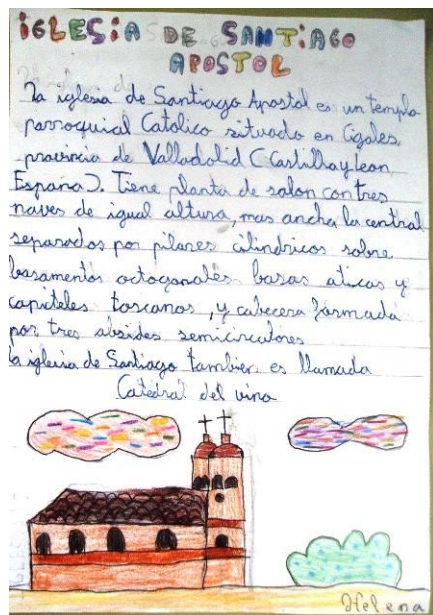 iGLESiA DE SANTiAGO
APOSTOL
La iglesia de Santiago Apostol es un templo
parroquial Catolico situado en Cigales,
provincia de Valladolid (Castilla y Leon,
España). Tiene planta de salon con tres
naves de igual altura, mas ancha la central
separados por pilares cilindricos sobre
basamentos octogonales basas aticas y
capiteles toscanos, y cabecera formada
por tres absides semicirculores
la iglesia de Santiago tambien es llamada
Catedral del vino
Helena